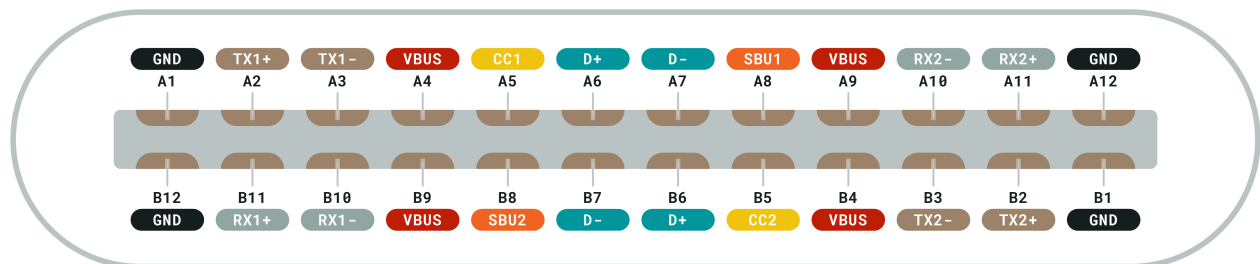 GND TX1+ TX1- VBUS CC1 D+ D- SBU1 VBUS RX2- RX2+ GND
A1 A2 A3 A4 A5 A6 A7 A8 A9 A10 A11 A12
B12 B11 B10 B9 B8 B7 B6 B5 B4 B3 B2 B1
GND RX1+ RX1- VBUS SBU2 D- D+ CC2 VBUS TX2- TX2+ GND